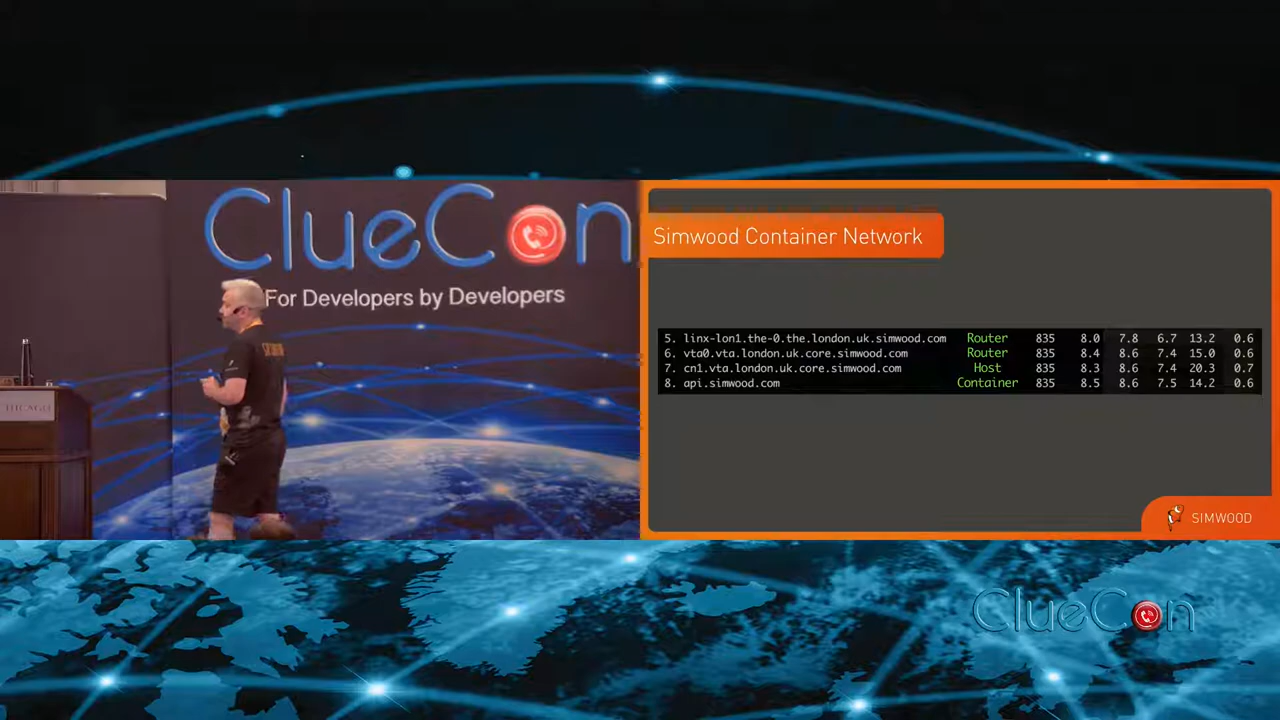 ClueCon
For Developers by Developers
Simwood Container Network
5. linx-lon1.the-0.the.london.uk.simwood.com Router 835 8.0 7.8 6.7 13.2 0.6
6. vta0.vta.london.uk.core.simwood.com Router 835 8.4 8.6 7.4 15.0 0.6
7. cn1.vta.london.uk.core.simwood.com Host 835 8.3 8.6 7.4 20.3 0.7
8. api.simwood.com Container 835 8.5 8.6 7.5 14.2 0.6
SIMWOOD
ClueCon